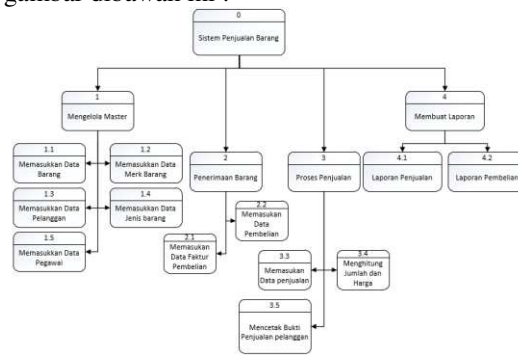 gambar dibawah ini :
0
Sistem Penjualan Barang
1
Mengelola Master
4
Membuat Laporan
1.1
Memasukkan Data
Barang
1.2
Memasukkan Data
Merk Barang
2
Penerimaan Barang
3
Proses Penjualan
4.1
Laporan Penjualan
4.2
Laporan Pembelian
1.3
Memasukkan Data
Pelanggan
1.4
Memasukkan Data
Jenis barang
1.5
Memasukkan Data
Pegawai
2.2
Memasukan
Data
Pembelian
2.1
Memasukan
Data Faktur
Pembelian
3.3
Memasukan
Data penjualan
3.4
Menghitung
Jumlah dan
Harga
3.5
Mencetak Bukti
Penjualan pelanggan